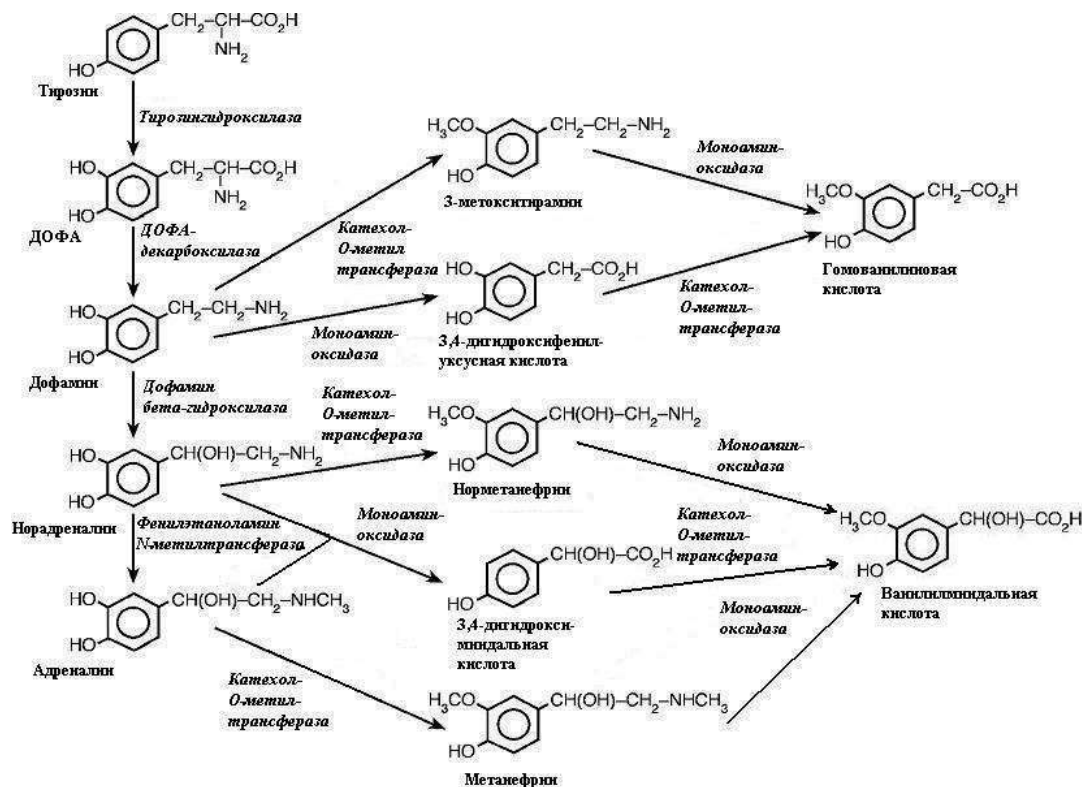 CH2–CH–CO2H
NH2
HO
Тирозин
Тирозингидроксилаза
HO
CH2–CH–CO2H
NH2
HO
ДОФА
ДОФА-
декарбоксилаза
H3CO
CH2–CH2–NH2
HO
3-метокситирамин
Моноамин-
оксидаза
H3CO
CH2–CO2H
HO
Гомованилиновая
кислота
Катехол-
О-метил
трансфераза
HO
CH2–CO2H
HO
3,4-дигидроксифенил-
уксусная кислота
Катехол-
О-метил-
трансфераза
HO
CH2–CH2–NH2
HO
Дофамин
Моноамин-
оксидаза
Дофамин
бета-гидроксилаза
Катехол-
О-метил-
трансфераза
H3CO
CH(OH)–CH2–NH2
HO
Норметанефрин
Моноамин-
оксидаза
HO
CH(OH)–CH2–NH2
HO
Норадреналин
Фенилэтаноламин
N-метилтрансфераза
Моноамин-
оксидаза
CH(OH)–CO2H
HO
3,4-дигидрокси-
миндальная
кислота
Катехол-
О-метил-
трансфераза
H3CO
CH(OH)–CO2H
HO
Ванилилминдальная
кислота
Моноамин-
оксидаза
HO
CH(OH)–CH2–NHCH3
HO
Адреналин
Катехол-
О-метил-
трансфераза
H3CO
CH(OH)–CH2–NHCH3
HO
Метанефрин